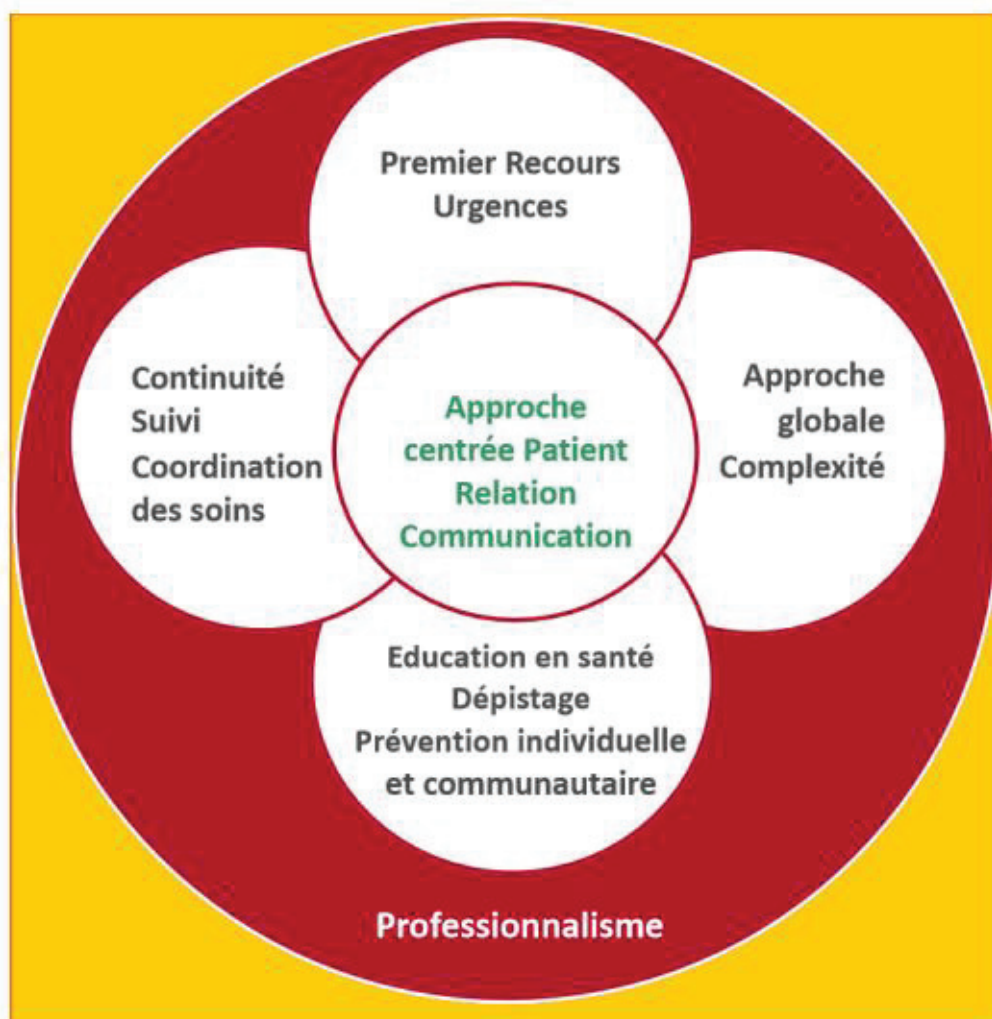 Premier Recours
Urgences
Continuité
Suivi
Coordination
des soins
Approche
centrée Patient
Relation
Communication
Approche
globale
Complexité
Education en santé
Dépistage
Prévention individuelle
et communautaire
Professionnalisme